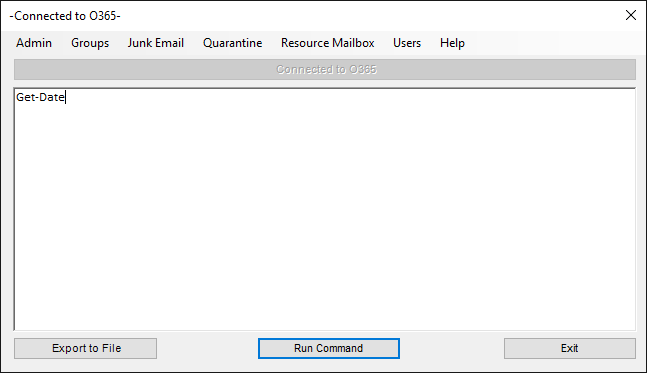 -Connected to O365-
Admin Groups Junk Email Quarantine Resource Mailbox Users Help
Connected to O365
Get-Date
Export to File Run Command Exit